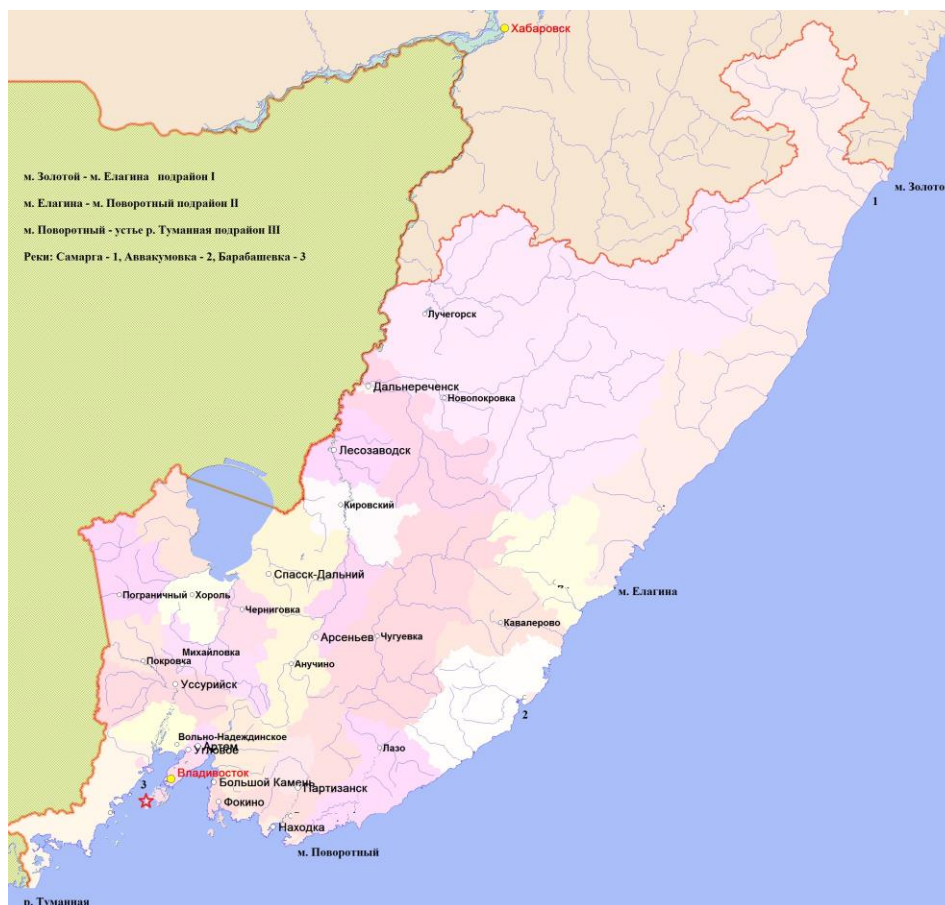 Хабаровск
м. Золотой - м. Елагина подрайон I
м. Золото
1
м. Елагина - м. Поворотный подрайон II
м. Поворотный - устье р. Туманная подрайон III
Реки: Самарга - 1, Аввакумовка - 2, Барабашевка - 3
Лучегорск
Дальнереченск
Новопокровка
Лесозаводск
Кировский
Спасск-Дальний
Пограничный
Хороль
м. Елагина
Черниговка
Кавалерово
Арсеньев
Чугуевка
Михайловка
Покровка
Анучино
Уссурийск
2
Вольно-Надеждинское
Артем
Угловое
Лазо
Владивосток
3
Большой Камень
Партизанск
Фокино
Находка
м. Поворотный
р. Туманная